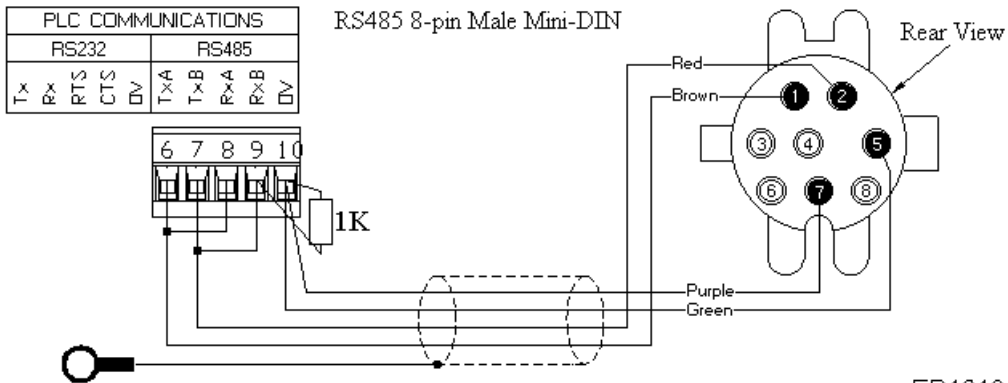 PLC COMMUNICATIONS
RS232 RS485
Tx Rx RTS CTS 0V TxA TxB RxA RxB 0V
RS485 8-pin Male Mini-DIN
Rear View
Red
Brown
1 2
3 4 5
6 7 8
6 7 8 9 10
1K
Purple
Green